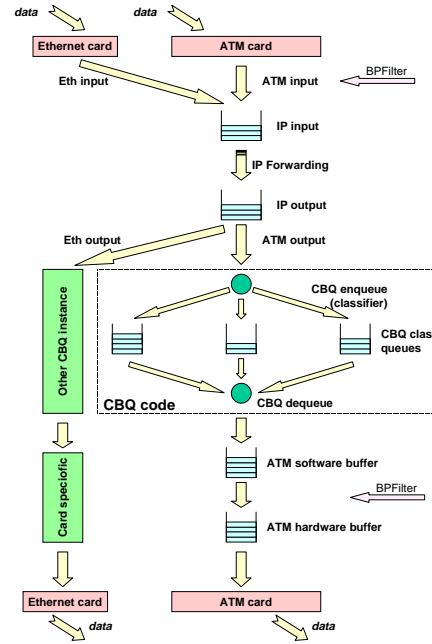 data
data
Ethernet card
ATM card
Eth input
ATM input
BPFilter
IP input
IP Forwarding
IP output
Eth output
ATM output
Other CBQ instance
CBQ enqueue
(classifier)
CBQ clas
queues
CBQ code
CBQ dequeue
Card speciofic
ATM software buffer
BPFilter
ATM hardware buffer
Ethernet card
ATM card
data
data